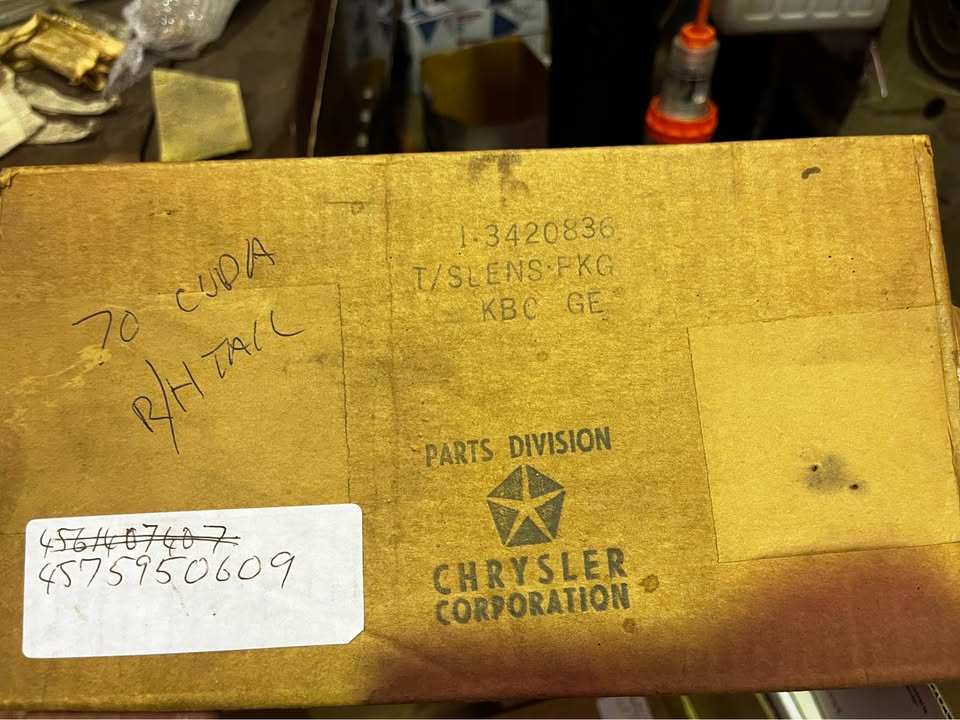 70 CUDA
R/H TAIL
1-3420836
T/SLENS-PKG
KBC GE
PARTS DIVISION
CHRYSLER
CORPORATION
4561407407
4575950609